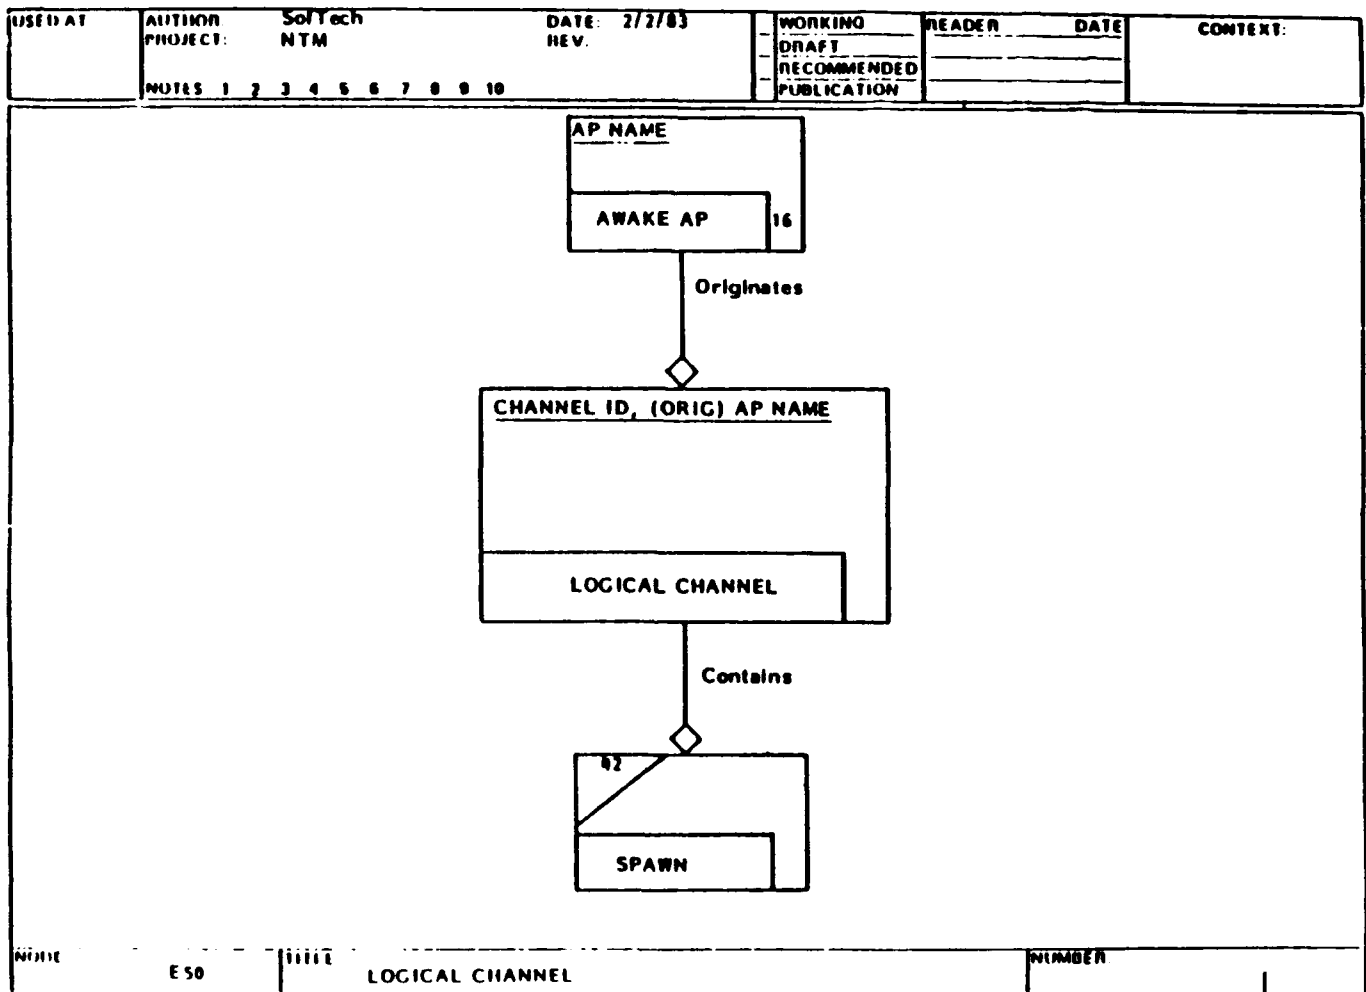 USED AT
AUTHOR SofTech DATE: 2/2/83
PROJECT: NTM REV.
NOTES 1 2 3 4 5 6 7 8 9 10
WORKING
DRAFT
RECOMMENDED
PUBLICATION
READER DATE
CONTEXT:
AP NAME
AWAKE AP 16
Originates
CHANNEL ID, (ORIG) AP NAME
LOGICAL CHANNEL
Contains
SPAWN
NODE
E50
TITLE
LOGICAL CHANNEL
NUMBER